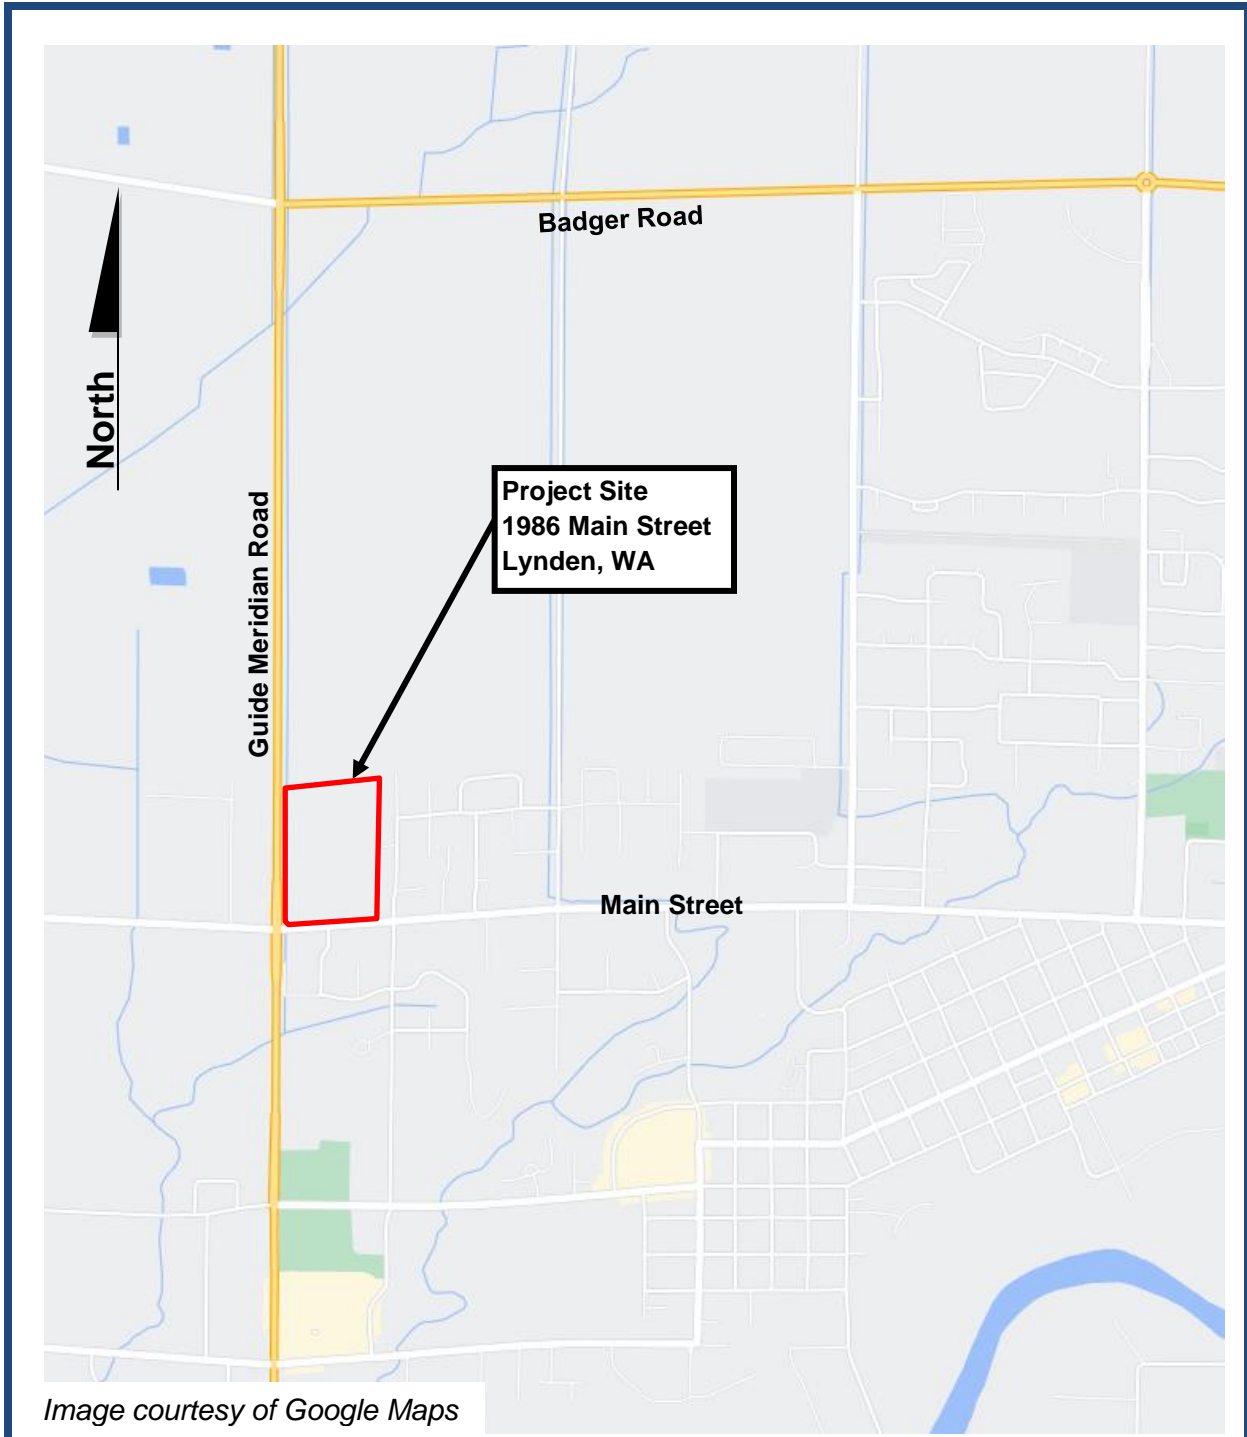 Badger Road
North
Project Site
1986 Main Street
Lynden, WA
Guide Meridian Road
Main Street
Image courtesy of Google Maps